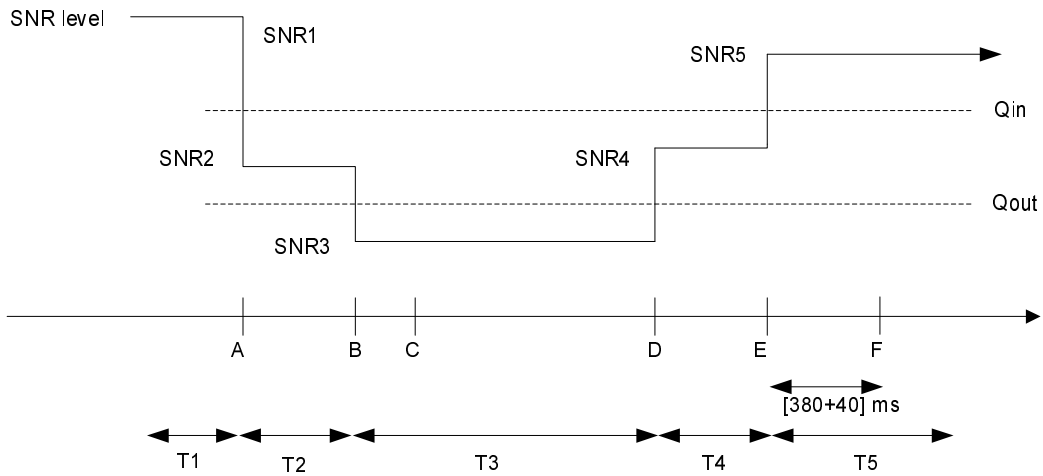 SNR level
SNR1
SNR5
Qin
SNR2
SNR4
Qout
SNR3
A B C D E F
[380+40] ms
T1 T2 T3 T4 T5